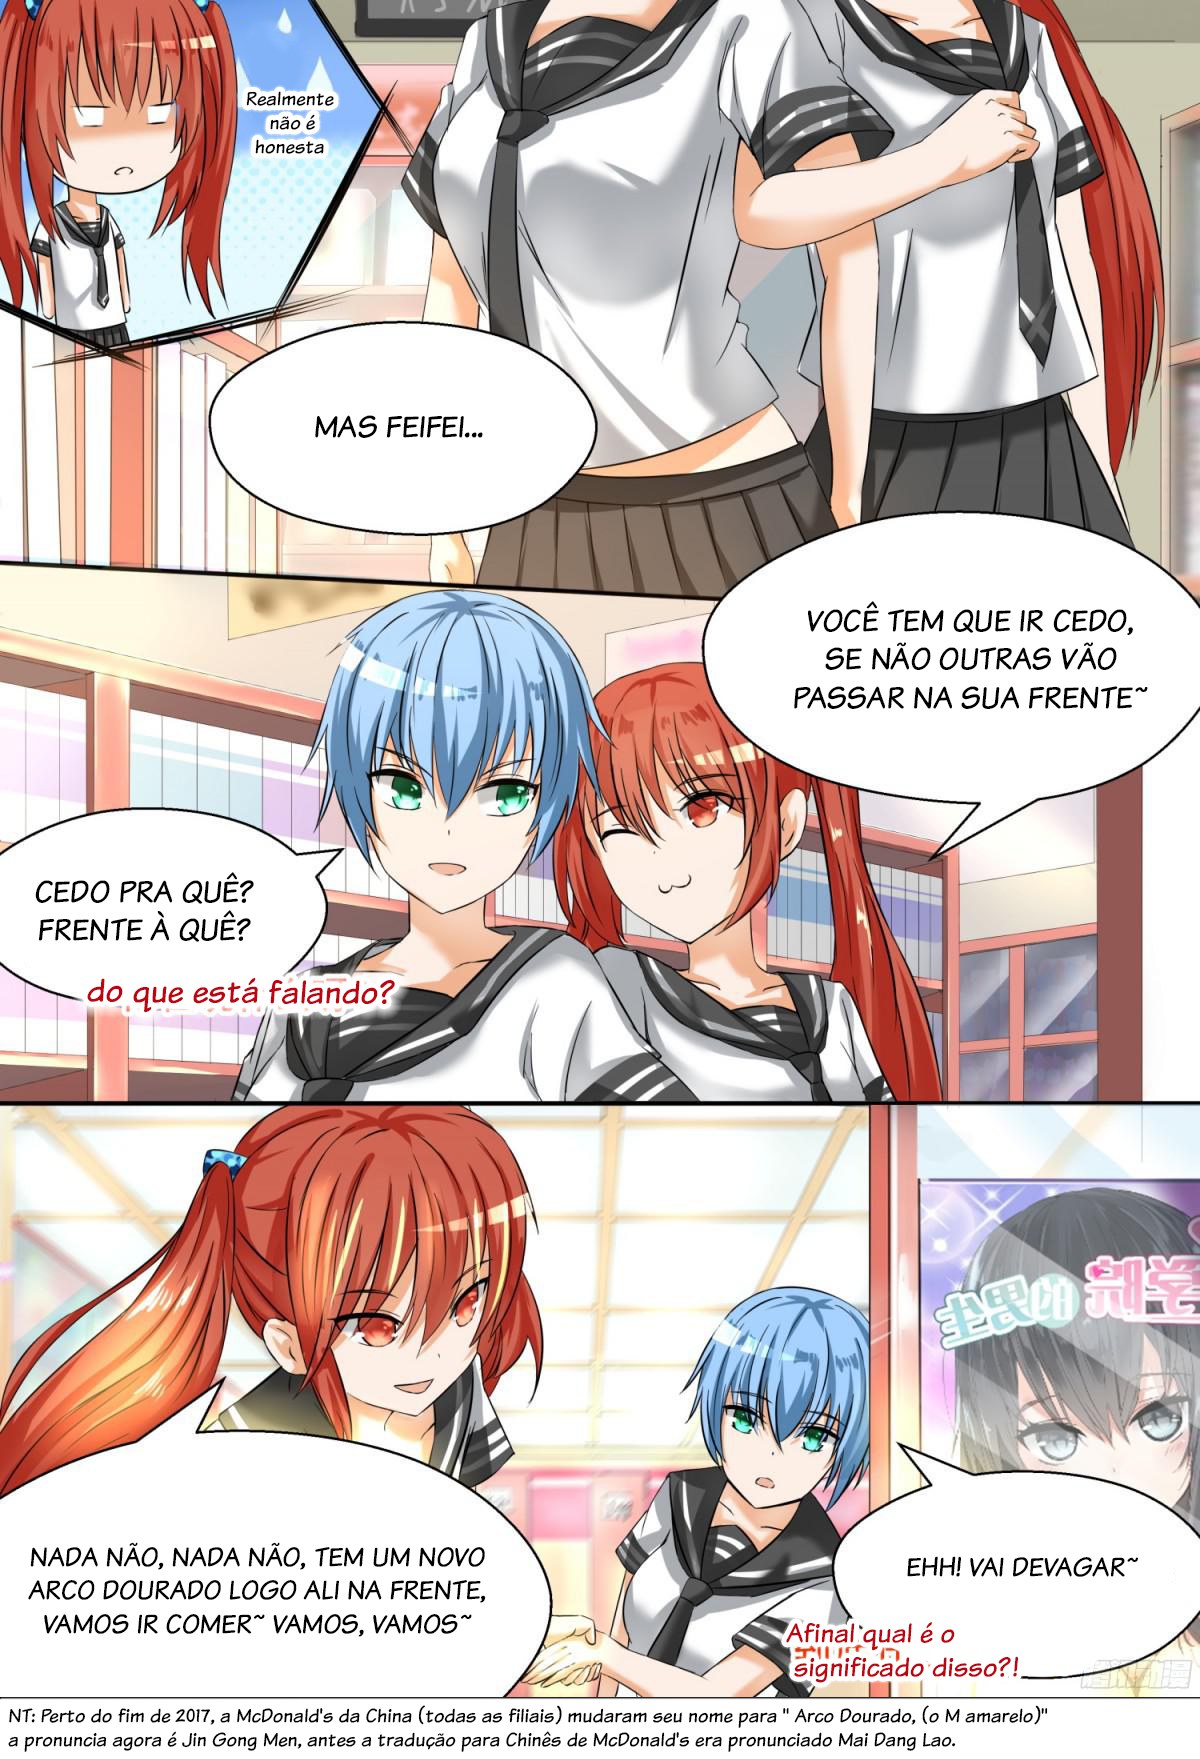 Realmente
não é
honesta
MAS FEIFEI...
VOCÊ TEM QUE IR CEDO,
SE NÃO OUTRAS VÃO
PASSAR NA SUA FRENTE~
CEDO PRA QUÊ?
FRENTE À QUÊ?
do que está falando?
NADA NÃO, NADA NÃO, TEM UM NOVO
ARCO DOURADO LOGO ALI NA FRENTE,
VAMOS IR COMER~ VAMOS, VAMOS~
EHH! VAI DEVAGAR~
Afinal qual é o
significado disso?!
NT: Perto do fim de 2017, a McDonald's da China (todas as filiais) mudaram seu nome para " Arco Dourado, (o M amarelo)"
a pronuncia agora é Jin Gong Men, antes a tradução para Chinês de McDonald's era pronunciado Mai Dang Lao.